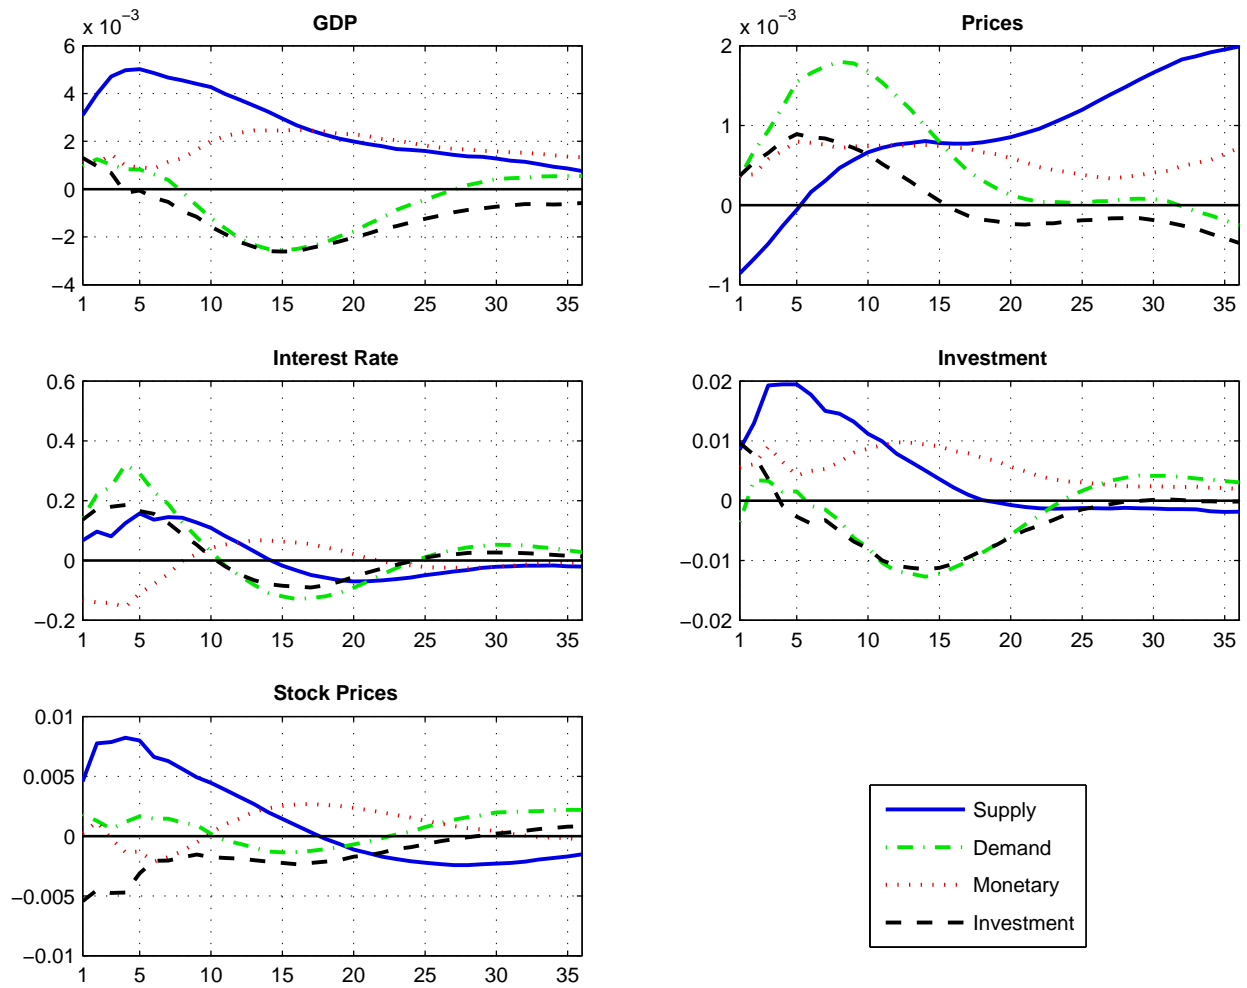 GDP
x 10⁻³
6
4
2
0
−2
−4
1 5 10 15 20 25 30 35
Prices
x 10⁻³
2
1
0
−1
1 5 10 15 20 25 30 35
Interest Rate
0.6
0.4
0.2
0
−0.2
1 5 10 15 20 25 30 35
Investment
0.02
0.01
0
−0.01
−0.02
1 5 10 15 20 25 30 35
Stock Prices
0.01
0.005
0
−0.005
−0.01
1 5 10 15 20 25 30 35
Supply
Demand
Monetary
Investment